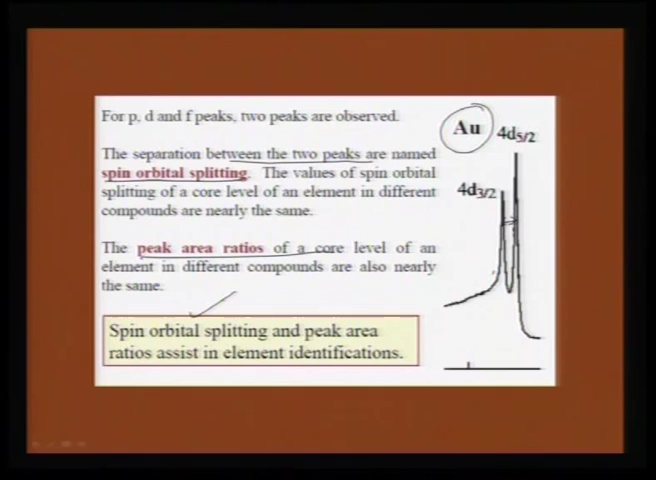 For p, d and f peaks, two peaks are observed.
The separation between the two peaks are named
spin orbital splitting. The values of spin orbital
splitting of a core level of an element in different
compounds are nearly the same.
The peak area ratios of a core level of an
element in different compounds are also nearly
the same.
Spin orbital splitting and peak area
ratios assist in element identifications.
Au
4d5/2
4d3/2